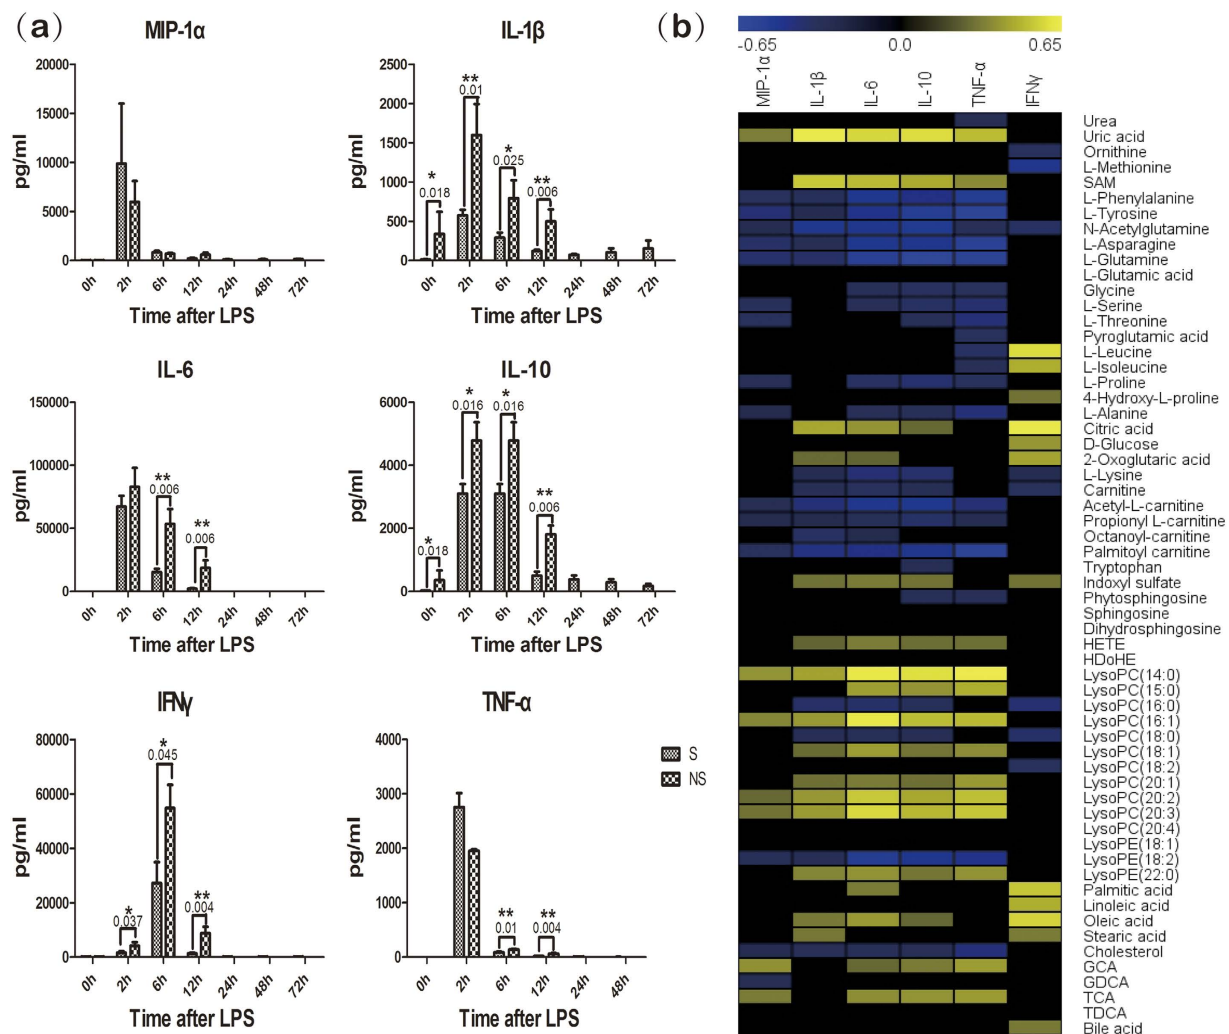 (a)
MIP-1α
20000
15000
10000
5000
0
pg/ml
0h 2h 6h 12h 24h 48h 72h
Time after LPS
IL-1β
2500
2000
1500
1000
500
0
pg/ml
* 0.018
** 0.01
* 0.025
** 0.006
0h 2h 6h 12h 24h 48h 72h
Time after LPS
IL-6
150000
100000
50000
0
pg/ml
** 0.006
** 0.006
0h 2h 6h 12h 24h 48h 72h
Time after LPS
IL-10
6000
4000
2000
0
pg/ml
* 0.018
* 0.016
* 0.016
** 0.006
0h 2h 6h 12h 24h 48h 72h
Time after LPS
IFNγ
80000
60000
40000
20000
0
pg/ml
* 0.037
* 0.045
** 0.004
0h 2h 6h 12h 24h 48h 72h
Time after LPS
TNF-α
4000
3000
2000
1000
0
pg/ml
** 0.01
** 0.004
0h 2h 6h 12h 24h 48h
Time after LPS
S
NS
(b)
-0.65 0.0 0.65
MIP-1α IL-1β IL-6 IL-10 TNF-α IFNγ
Urea
Uric acid
Ornithine
L-Methionine
SAM
L-Phenylalanine
L-Tyrosine
N-Acetylglutamine
L-Asparagine
L-Glutamine
L-Glutamic acid
Glycine
L-Serine
L-Threonine
Pyroglutamic acid
L-Leucine
L-Isoleucine
L-Proline
4-Hydroxy-L-proline
L-Alanine
Citric acid
D-Glucose
2-Oxoglutaric acid
L-Lysine
Carnitine
Acetyl-L-carnitine
Propionyl L-carnitine
Octanoyl-carnitine
Palmitoyl carnitine
Tryptophan
Indoxyl sulfate
Phytosphingosine
Sphingosine
Dihydrosphingosine
HETE
HDoHE
LysoPC(14:0)
LysoPC(15:0)
LysoPC(16:0)
LysoPC(16:1)
LysoPC(18:0)
LysoPC(18:1)
LysoPC(18:2)
LysoPC(20:1)
LysoPC(20:2)
LysoPC(20:3)
LysoPC(20:4)
LysoPE(18:1)
LysoPE(18:2)
LysoPE(22:0)
Palmitic acid
Linoleic acid
Oleic acid
Stearic acid
Cholesterol
GCA
GDCA
TCA
TDCA
Bile acid